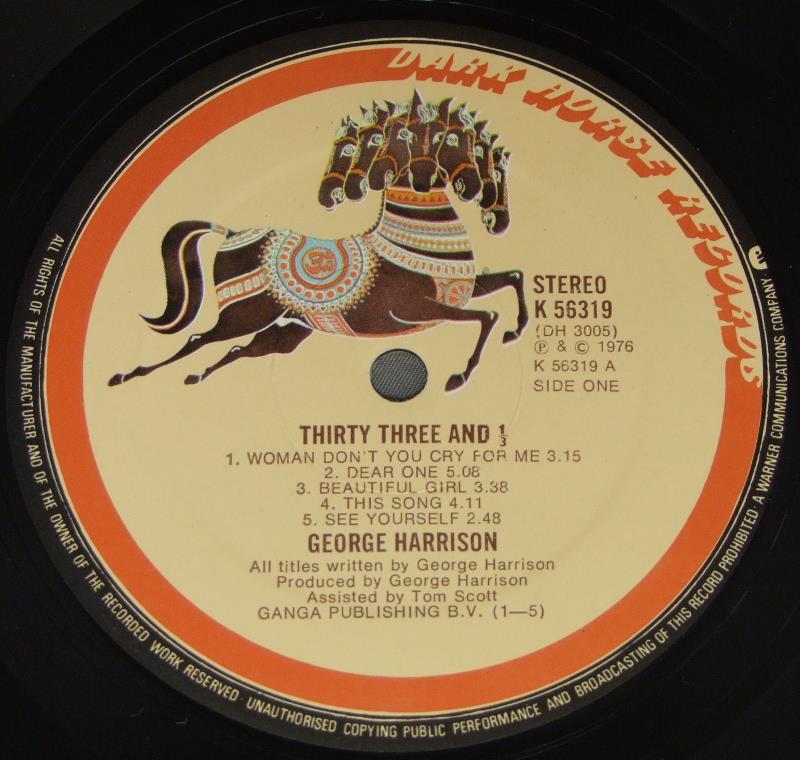 DARK HORSE RECORDS
STEREO
K 56319
(DH 3005)
℗ & © 1976
K 56319 A
SIDE ONE
THIRTY THREE AND 1/3
1. WOMAN DON'T YOU CRY FOR ME 3.15
2. DEAR ONE 5.08
3. BEAUTIFUL GIRL 3.38
4. THIS SONG 4.11
5. SEE YOURSELF 2.48
GEORGE HARRISON
All titles written by George Harrison
Produced by George Harrison
Assisted by Tom Scott
GANGA PUBLISHING B.V. (1—5)
ALL RIGHTS OF THE MANUFACTURER AND OF THE OWNER OF THE RECORDED WORK RESERVED · UNAUTHORISED COPYING PUBLIC PERFORMANCE AND BROADCASTING OF THIS RECORD PROHIBITED · A WARNER COMMUNICATIONS COMPANY ·